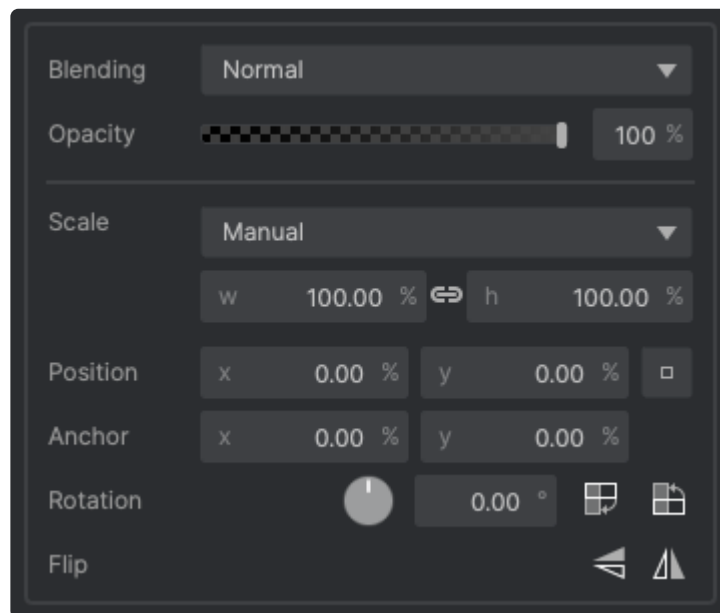 Blending Normal
Opacity 100 %
Scale Manual
w 100.00 % h 100.00 %
Position x 0.00 % y 0.00 %
Anchor x 0.00 % y 0.00 %
Rotation 0.00 °
Flip